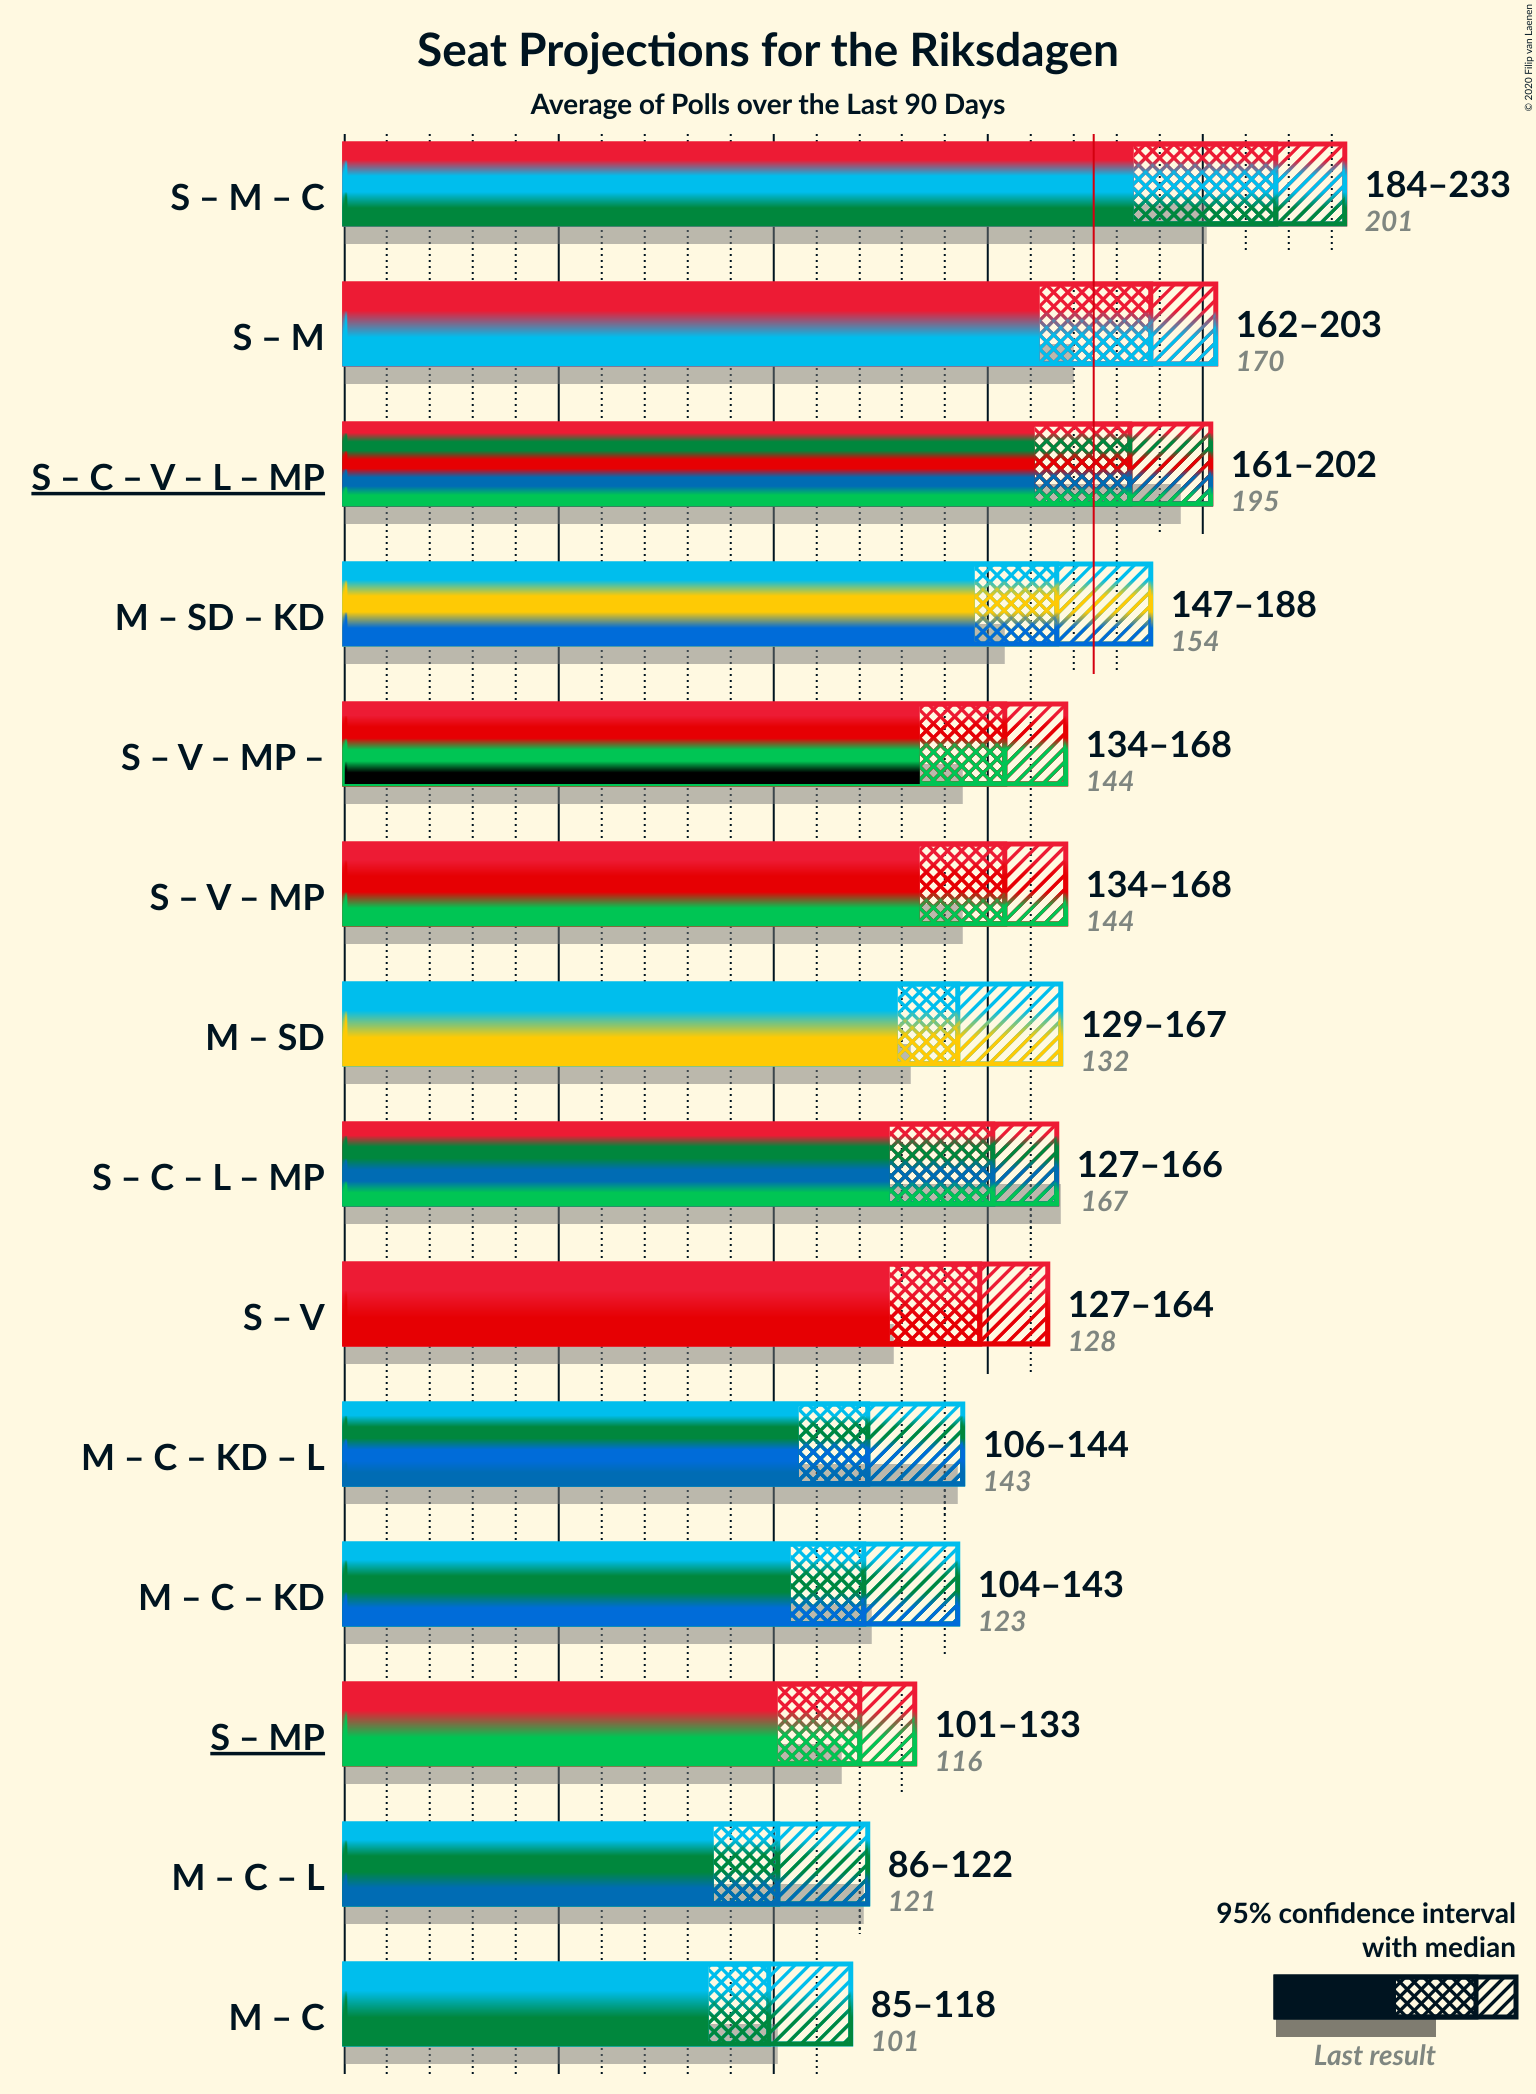 Seat Projections for the Riksdagen
Average of Polls over the Last 90 Days
© 2020 Filip van Laenen
S – M – C
184–233
201
S – M
162–203
170
S – C – V – L – MP
161–202
195
M – SD – KD
147–188
154
S – V – MP –
134–168
144
S – V – MP
134–168
144
M – SD
129–167
132
S – C – L – MP
127–166
167
S – V
127–164
128
M – C – KD – L
106–144
143
M – C – KD
104–143
123
S – MP
101–133
116
M – C – L
86–122
121
M – C
85–118
101
95% confidence interval
with median
Last result